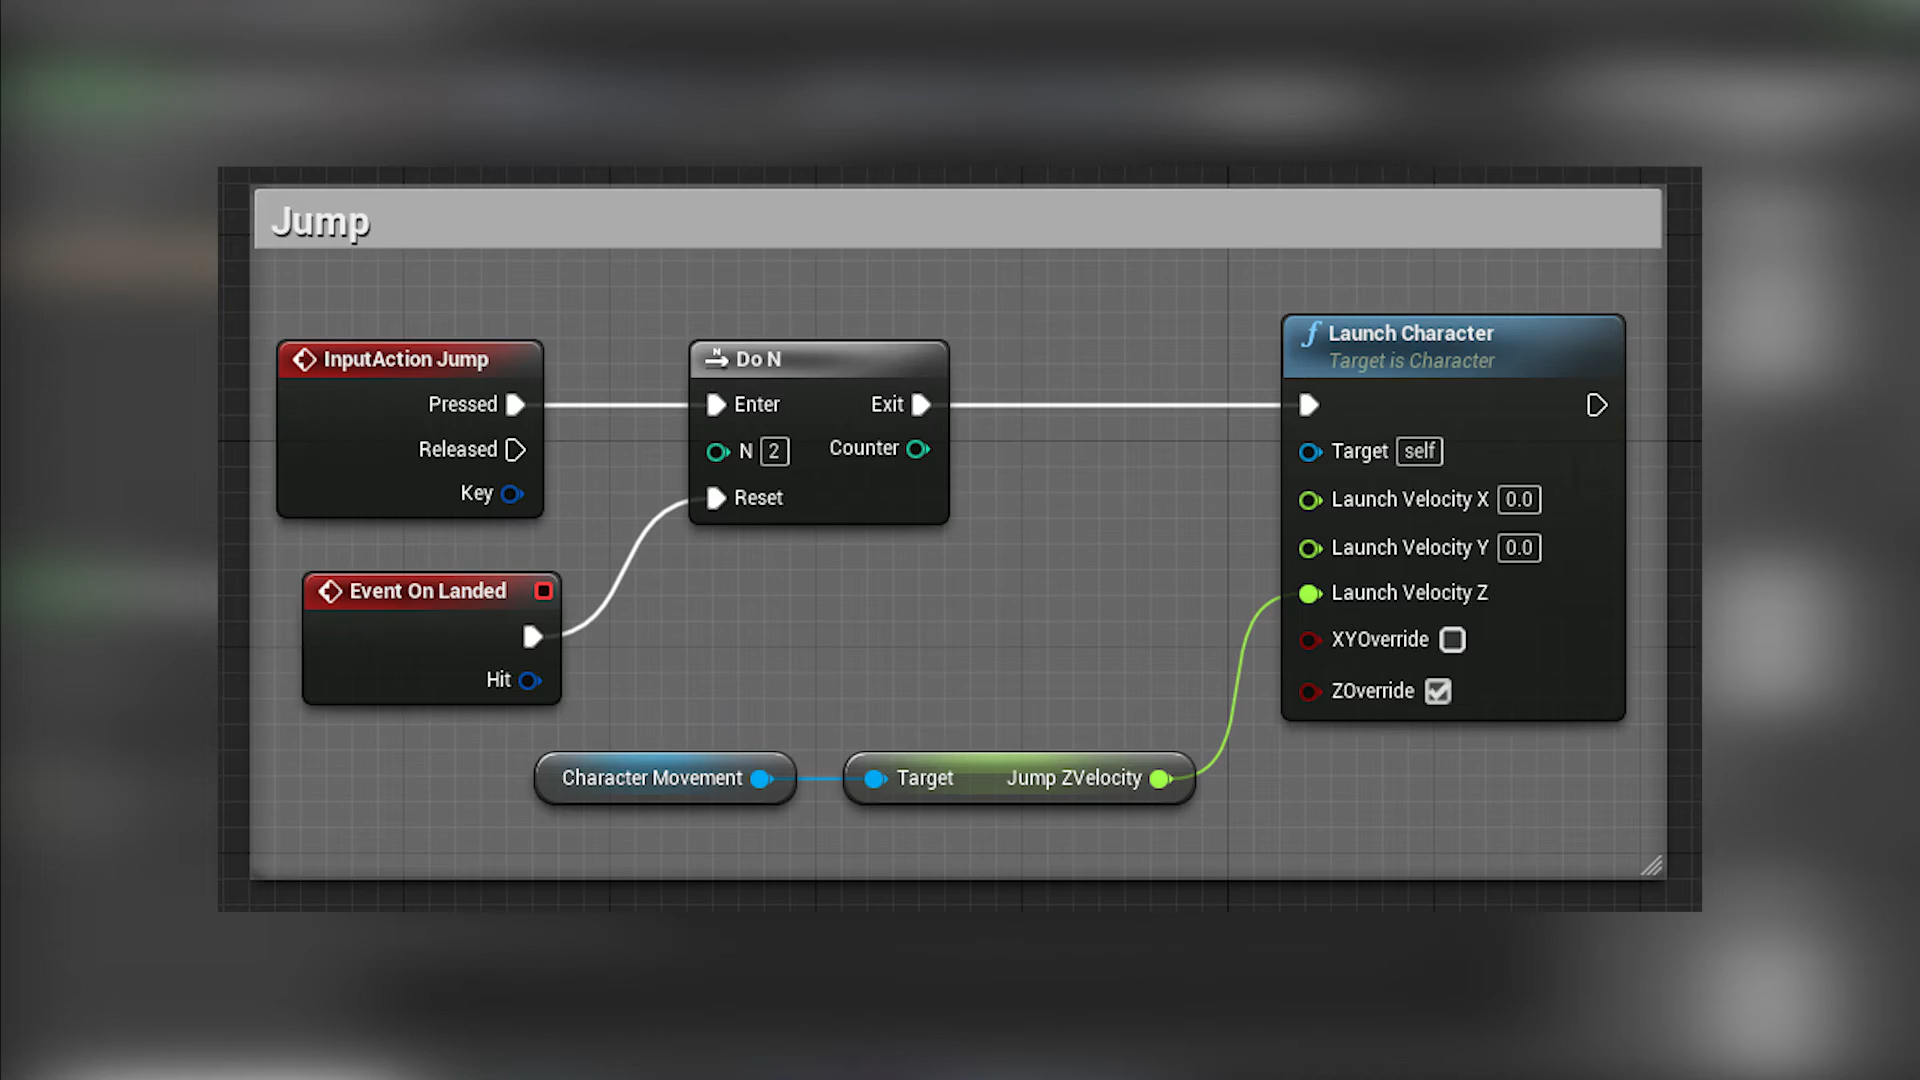 Jump
InputAction Jump
Pressed
Released
Key
Do N
Enter
Exit
N 2
Counter
Reset
Launch Character
Target is Character
Target self
Launch Velocity X 0.0
Launch Velocity Y 0.0
Launch Velocity Z
XYOverride
ZOverride
Event On Landed
Hit
Character Movement
Target
Jump ZVelocity